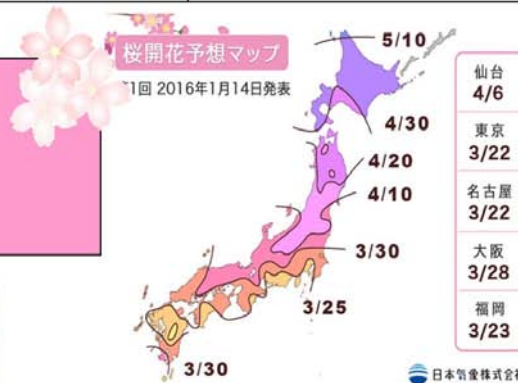 桜開花予想マップ
1回 2016年1月14日発表
5/10
4/30
4/20
4/10
3/30
3/25
3/30
仙台
4/6
東京
3/22
名古屋
3/22
大阪
3/28
福岡
3/23
日本気象株式会社